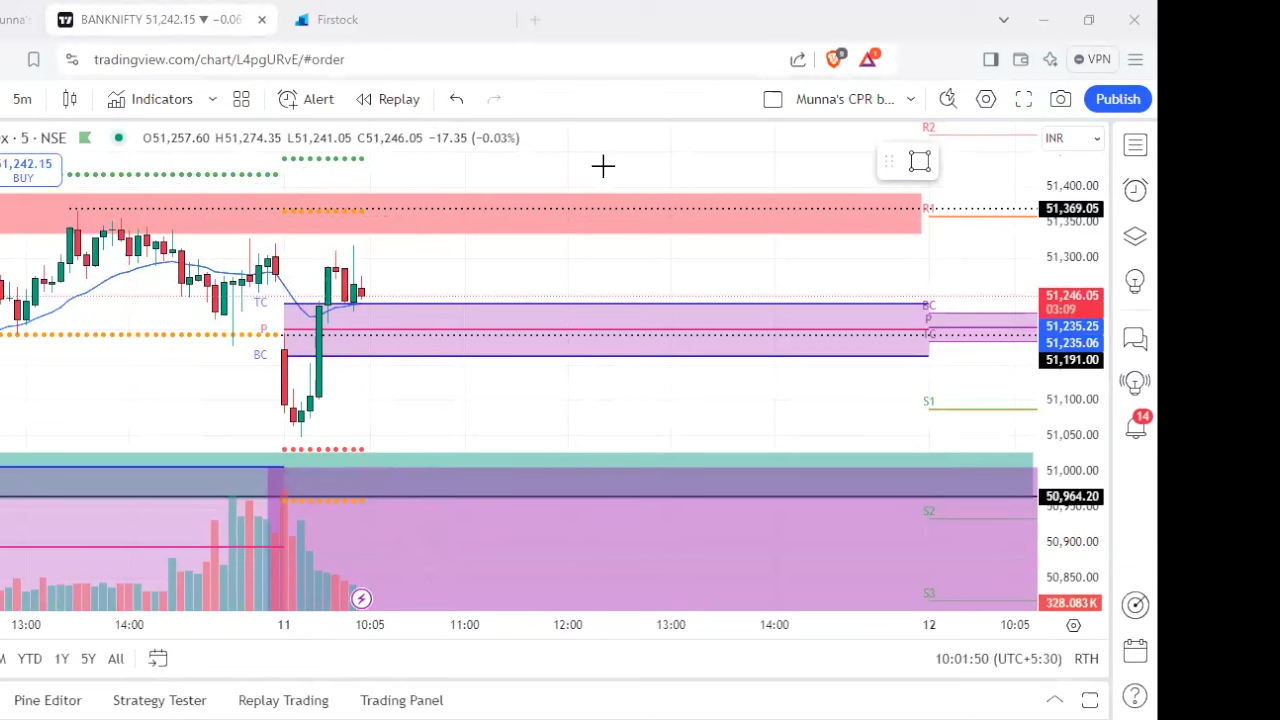 unna's
BANKNIFTY 51,242.15 ▼ −0.06
Firstock
tradingview.com/chart/L4pgURvE/#order
9
1
VPN
5m
Indicators
Alert
Replay
Munna's CPR b...
Publish
ex · 5 · NSE
O51,257.60 H51,274.35 L51,241.05 C51,246.05 −17.35 (−0.03%)
51,242.15
BUY
R2
INR
51,400.00
R1
51,369.05
51,350.00
51,300.00
TC
BC
51,246.05
03:09
P
P
51,235.25
TC
51,235.06
BC
51,191.00
S1
51,100.00
14
51,050.00
51,000.00
50,964.20
50,950.00
S2
50,900.00
50,850.00
S3
328.083 K
13:00
14:00
11
10:05
11:00
12:00
13:00
14:00
12
10:05
M
YTD
1Y
5Y
All
10:01:50 (UTC+5:30)
RTH
Pine Editor
Strategy Tester
Replay Trading
Trading Panel